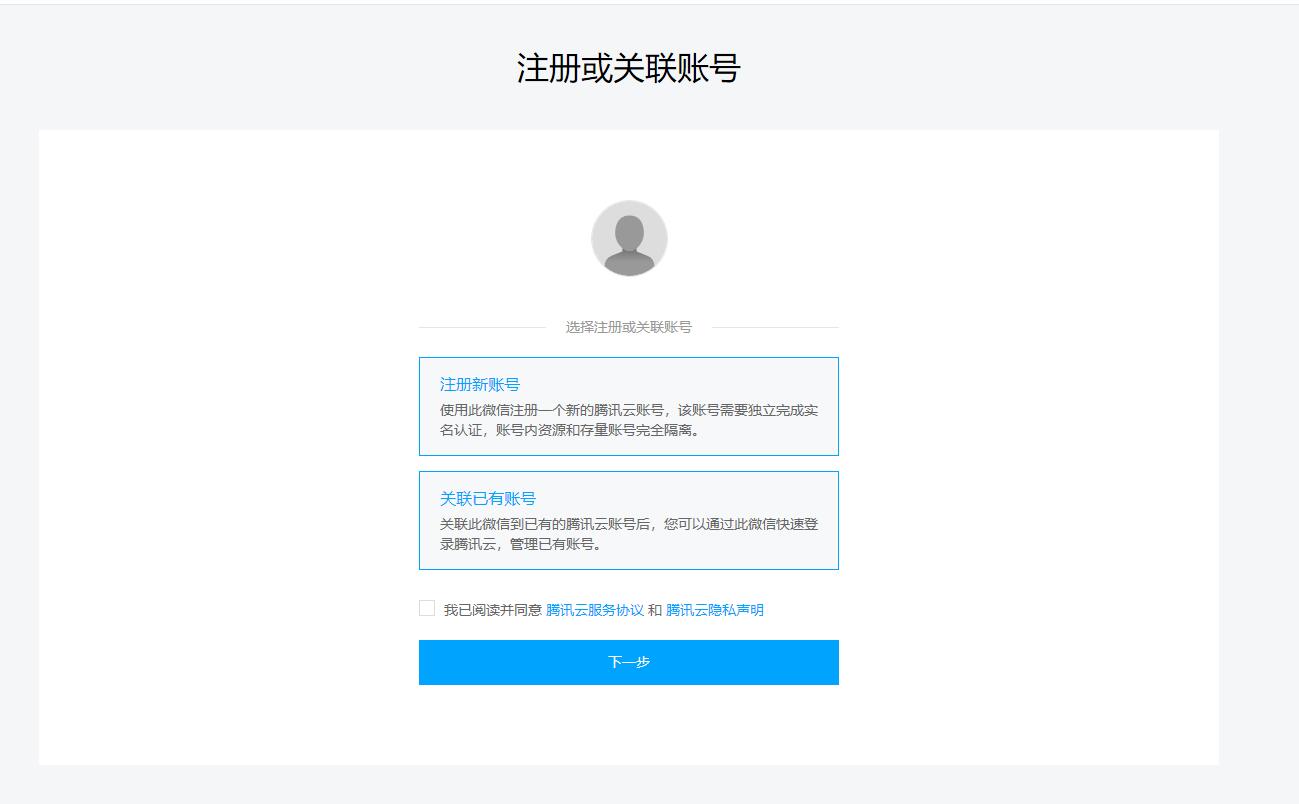 注册或关联账号
选择注册或关联账号
注册新账号
使用此微信注册一个新的腾讯云账号，该账号需要独立完成实
名认证，账号内资源和存量账号完全隔离。
关联已有账号
关联此微信到已有的腾讯云账号后，您可以通过此微信快速登
录腾讯云，管理已有账号。
我已阅读并同意 腾讯云服务协议 和 腾讯云隐私声明
下一步